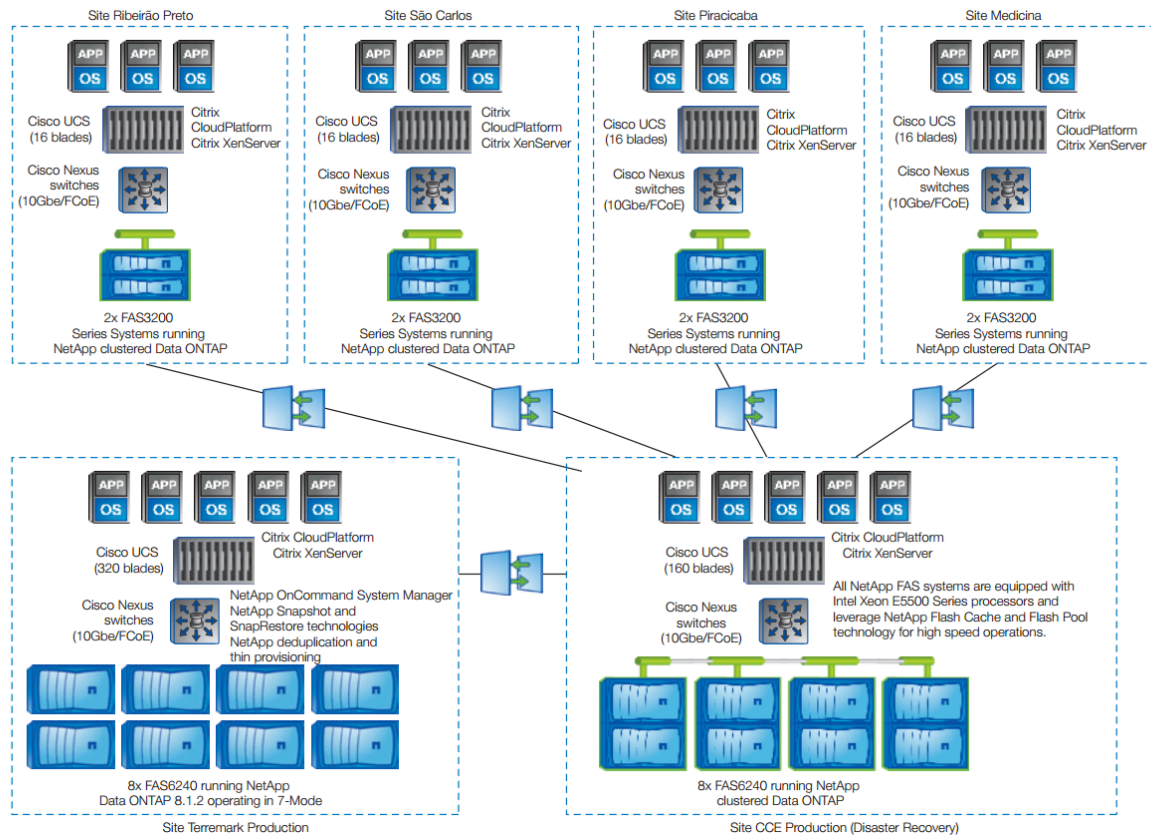 Site Ribeirão Preto
APP
APP
APP
OS
OS
OS
Cisco UCS
(16 blades)
Citrix
CloudPlatform
Citrix XenServer
Cisco Nexus
switches
(10Gbe/FCoE)
2x FAS3200
Series Systems running
NetApp clustered Data ONTAP
Site São Carlos
APP
APP
APP
OS
OS
OS
Cisco UCS
(16 blades)
Citrix
CloudPlatform
Citrix XenServer
Cisco Nexus
switches
(10Gbe/FCoE)
2x FAS3200
Series Systems running
NetApp clustered Data ONTAP
Site Piracicaba
APP
APP
APP
OS
OS
OS
Cisco UCS
(16 blades)
Citrix
CloudPlatform
Citrix XenServer
Cisco Nexus
switches
(10Gbe/FCoE)
2x FAS3200
Series Systems running
NetApp clustered Data ONTAP
Site Medicina
APP
APP
APP
OS
OS
OS
Cisco UCS
(16 blades)
Citrix
CloudPlatform
Citrix XenServer
Cisco Nexus
switches
(10Gbe/FCoE)
2x FAS3200
Series Systems running
NetApp clustered Data ONTAP
APP
APP
APP
APP
APP
OS
OS
OS
OS
OS
Cisco UCS
(320 blades)
Citrix CloudPlatform
Citrix XenServer
Cisco Nexus
switches
(10Gbe/FCoE)
NetApp OnCommand System Manager
NetApp Snapshot and
SnapRestore technologies
NetApp deduplication and
thin provisioning
8x FAS6240 running NetApp
Data ONTAP 8.1.2 operating in 7-Mode
Site Terremark Production
APP
APP
APP
APP
APP
OS
OS
OS
OS
OS
Cisco UCS
(160 blades)
Citrix CloudPlatform
Citrix XenServer
Cisco Nexus
switches
(10Gbe/FCoE)
All NetApp FAS systems are equipped with
Intel Xeon E5500 Series processors and
leverage NetApp Flash Cache and Flash Pool
technology for high speed operations.
8x FAS6240 running NetApp
clustered Data ONTAP
Site CCE Production (Disaster Recovery)